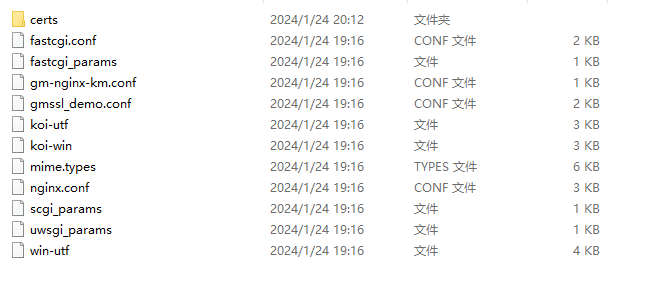 certs 2024/1/24 20:12 文件夹
fastcgi.conf 2024/1/24 19:16 CONF 文件 2 KB
fastcgi_params 2024/1/24 19:16 文件 1 KB
gm-nginx-km.conf 2024/1/24 19:16 CONF 文件 1 KB
gmssl_demo.conf 2024/1/24 19:16 CONF 文件 2 KB
koi-utf 2024/1/24 19:16 文件 3 KB
koi-win 2024/1/24 19:16 文件 3 KB
mime.types 2024/1/24 19:16 TYPES 文件 6 KB
nginx.conf 2024/1/24 19:16 CONF 文件 3 KB
scgi_params 2024/1/24 19:16 文件 1 KB
uwsgi_params 2024/1/24 19:16 文件 1 KB
win-utf 2024/1/24 19:16 文件 4 KB